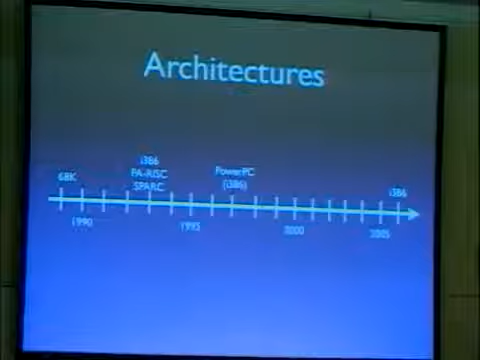 Architectures
68K
i386
PA-RISC
SPARC
PowerPC
(i386)
i386
1990
1995
2000
2005